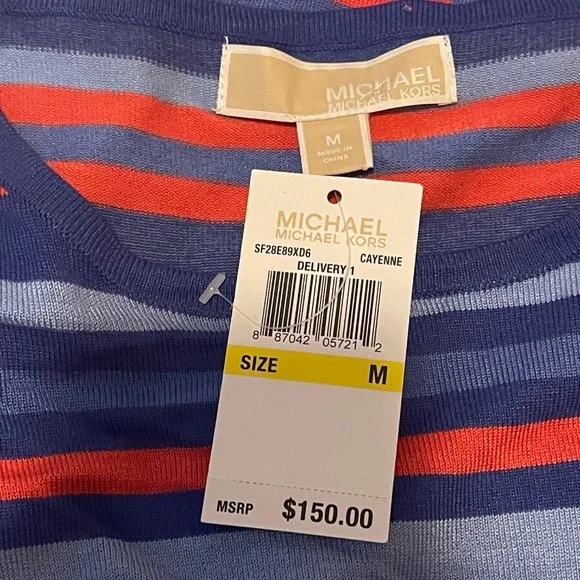 MICHAEL
MICHAEL KORS
M
MADE IN
CHINA
MICHAEL
MICHAEL KORS
SF28E89XD6 CAYENNE
DELIVERY 1
8 87042 05721 2
SIZE M
MSRP $150.00